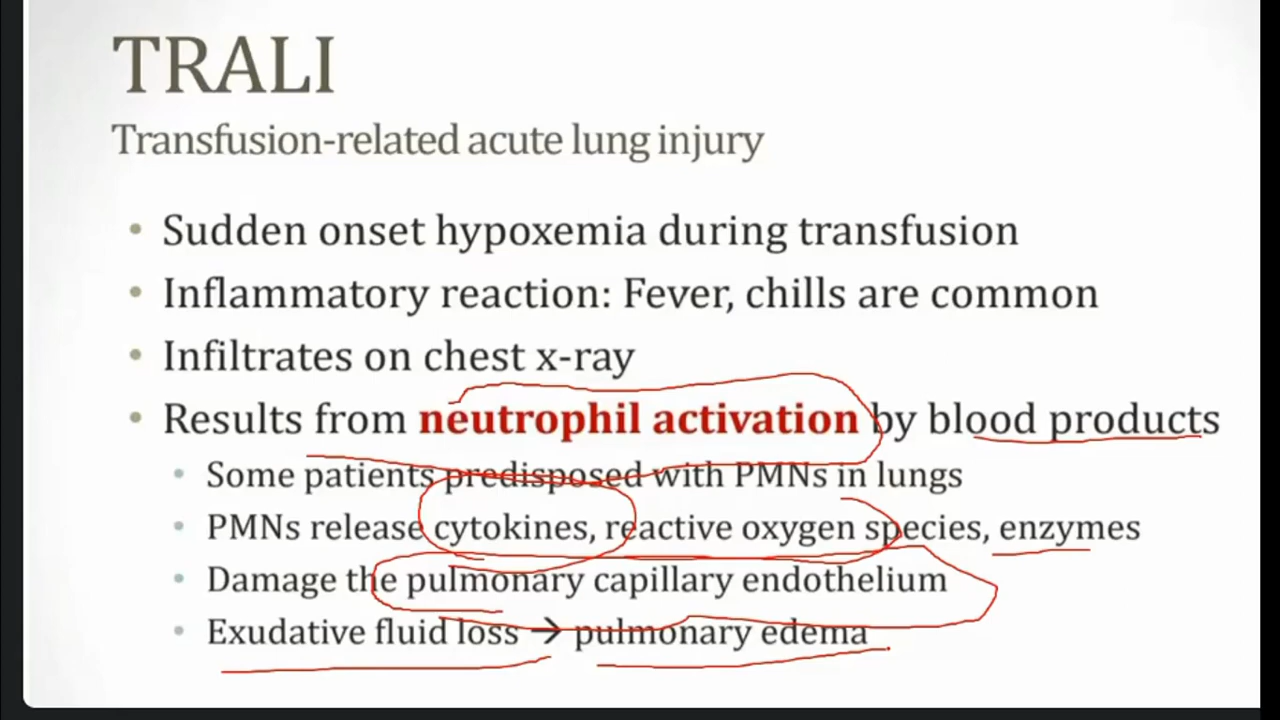 TRALI
Transfusion-related acute lung injury
• Sudden onset hypoxemia during transfusion
• Inflammatory reaction: Fever, chills are common
• Infiltrates on chest x-ray
• Results from neutrophil activation by blood products
• Some patients predisposed with PMNs in lungs
• PMNs release cytokines, reactive oxygen species, enzymes
• Damage the pulmonary capillary endothelium
• Exudative fluid loss → pulmonary edema